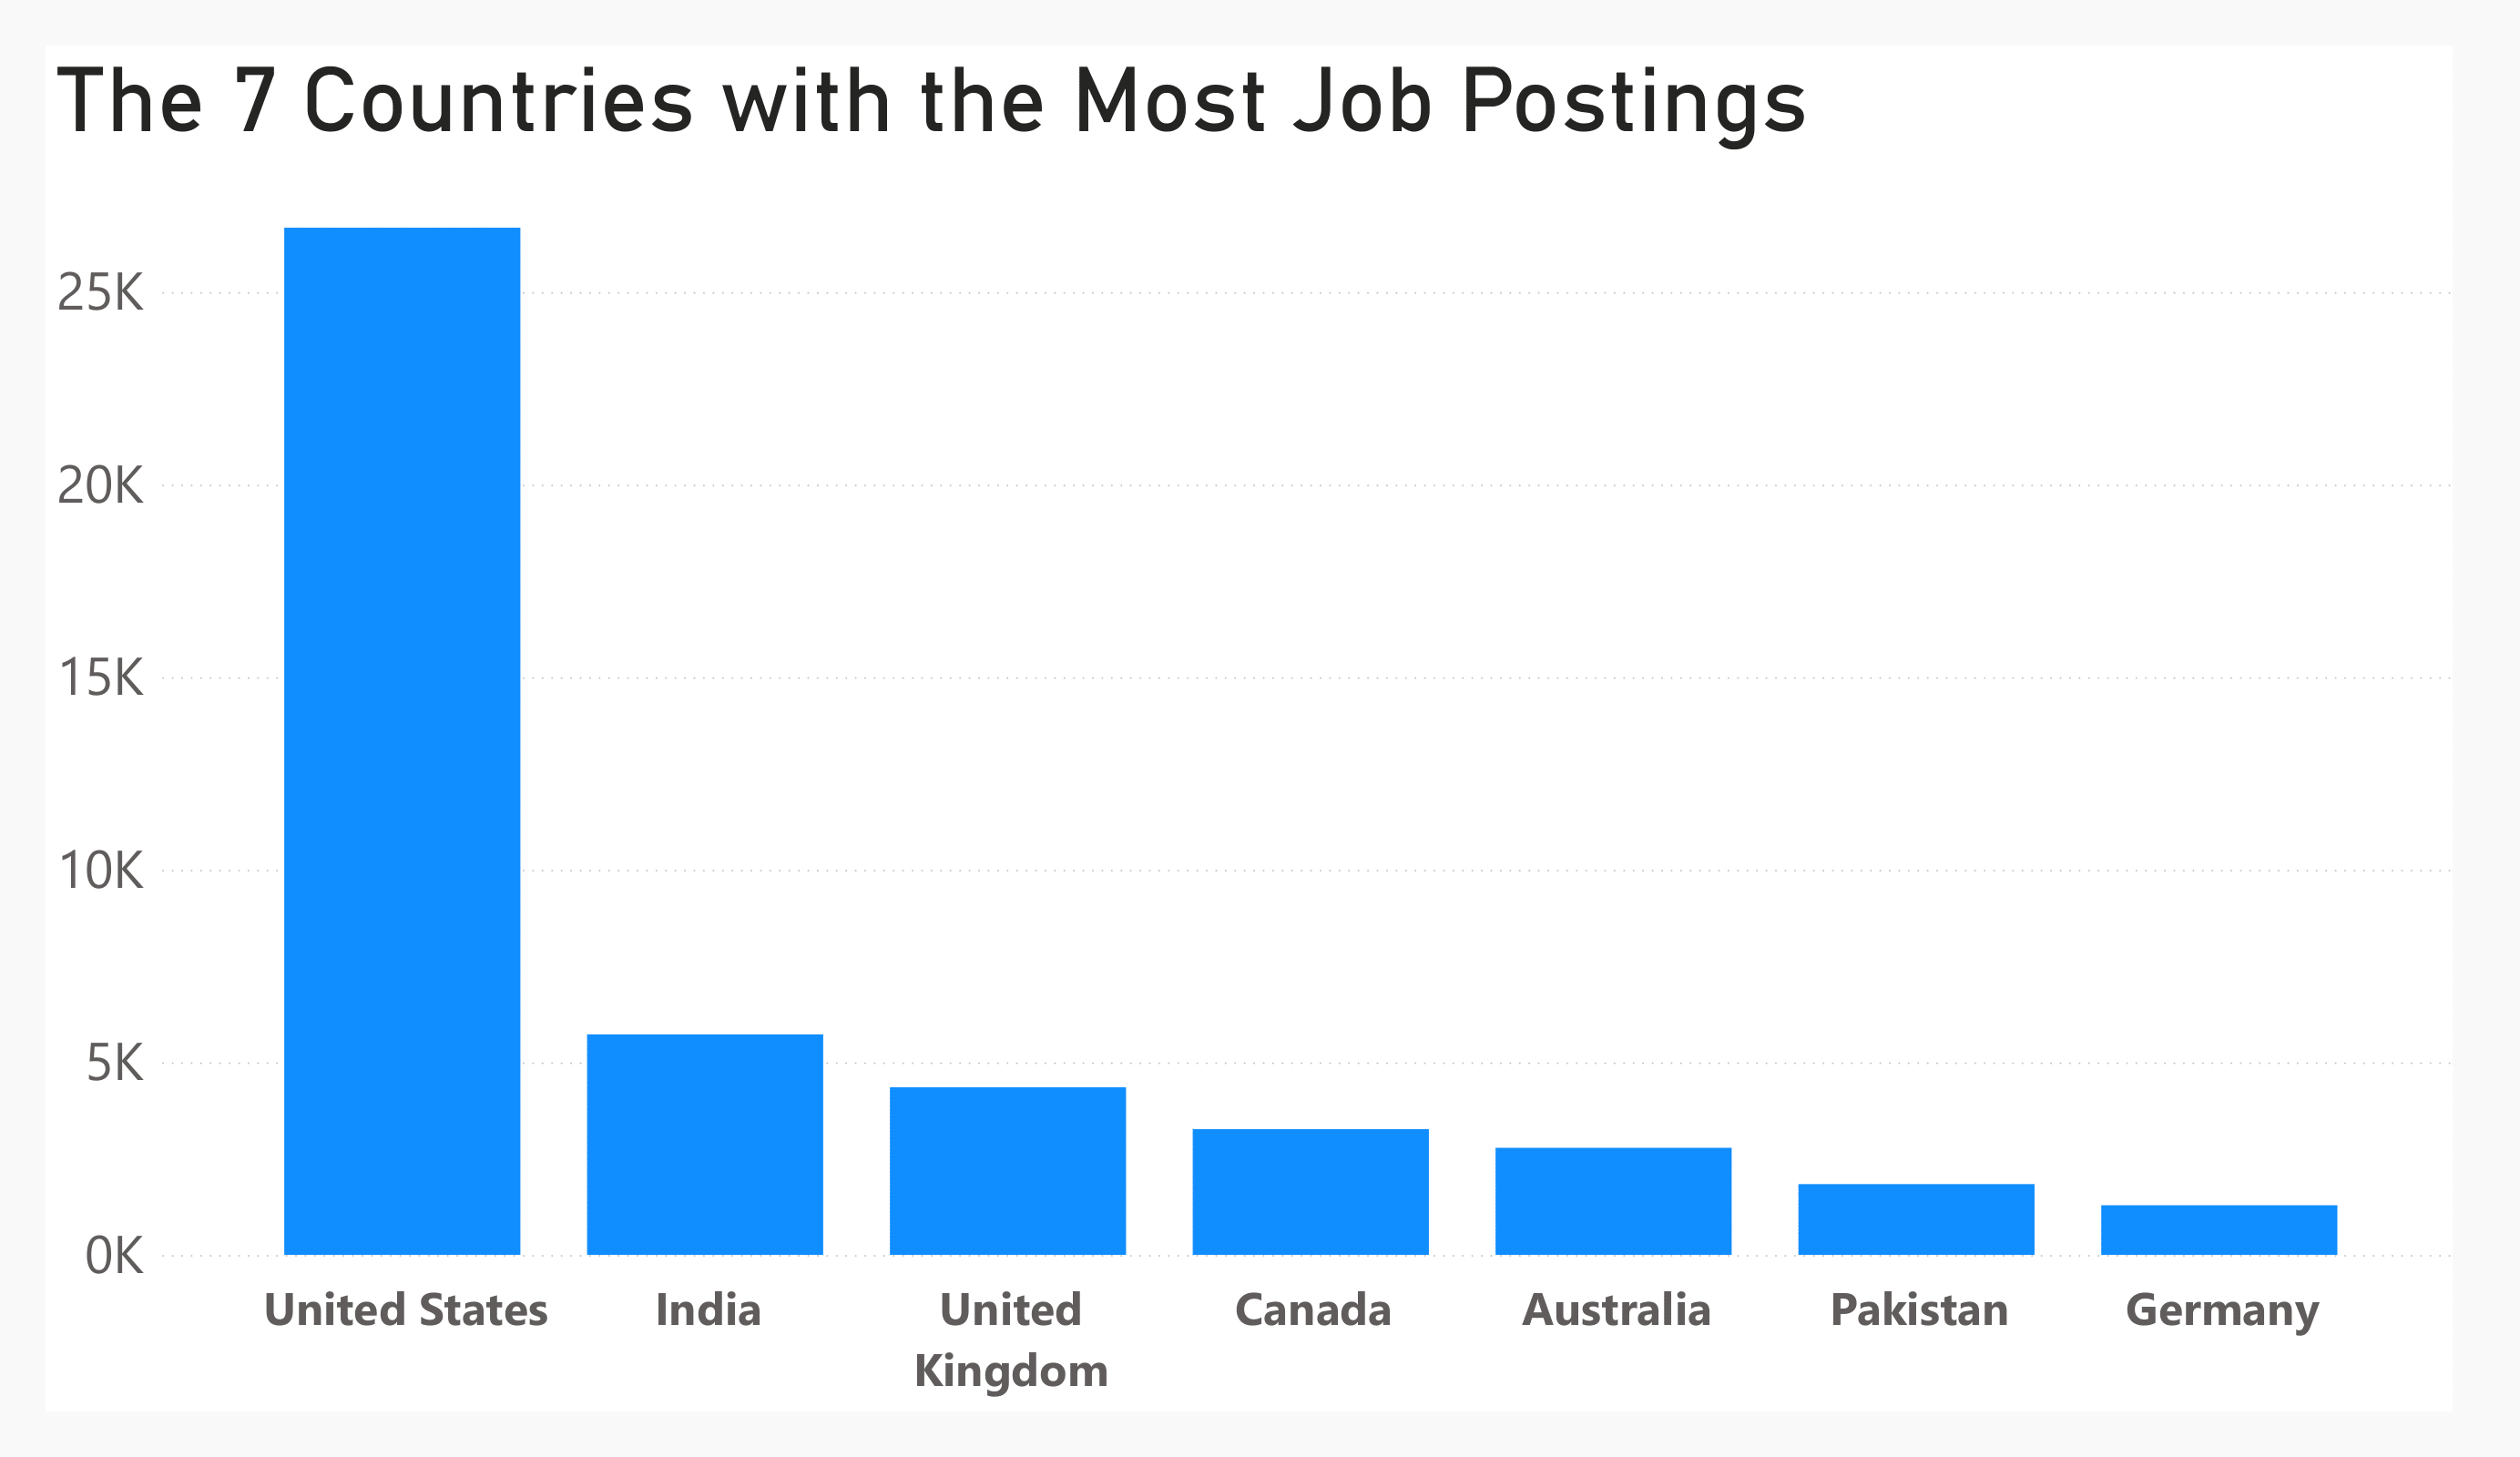 The 7 Countries with the Most Job Postings
25K
20K
15K
10K
5K
0K
United States India United Canada Australia Pakistan Germany
Kingdom